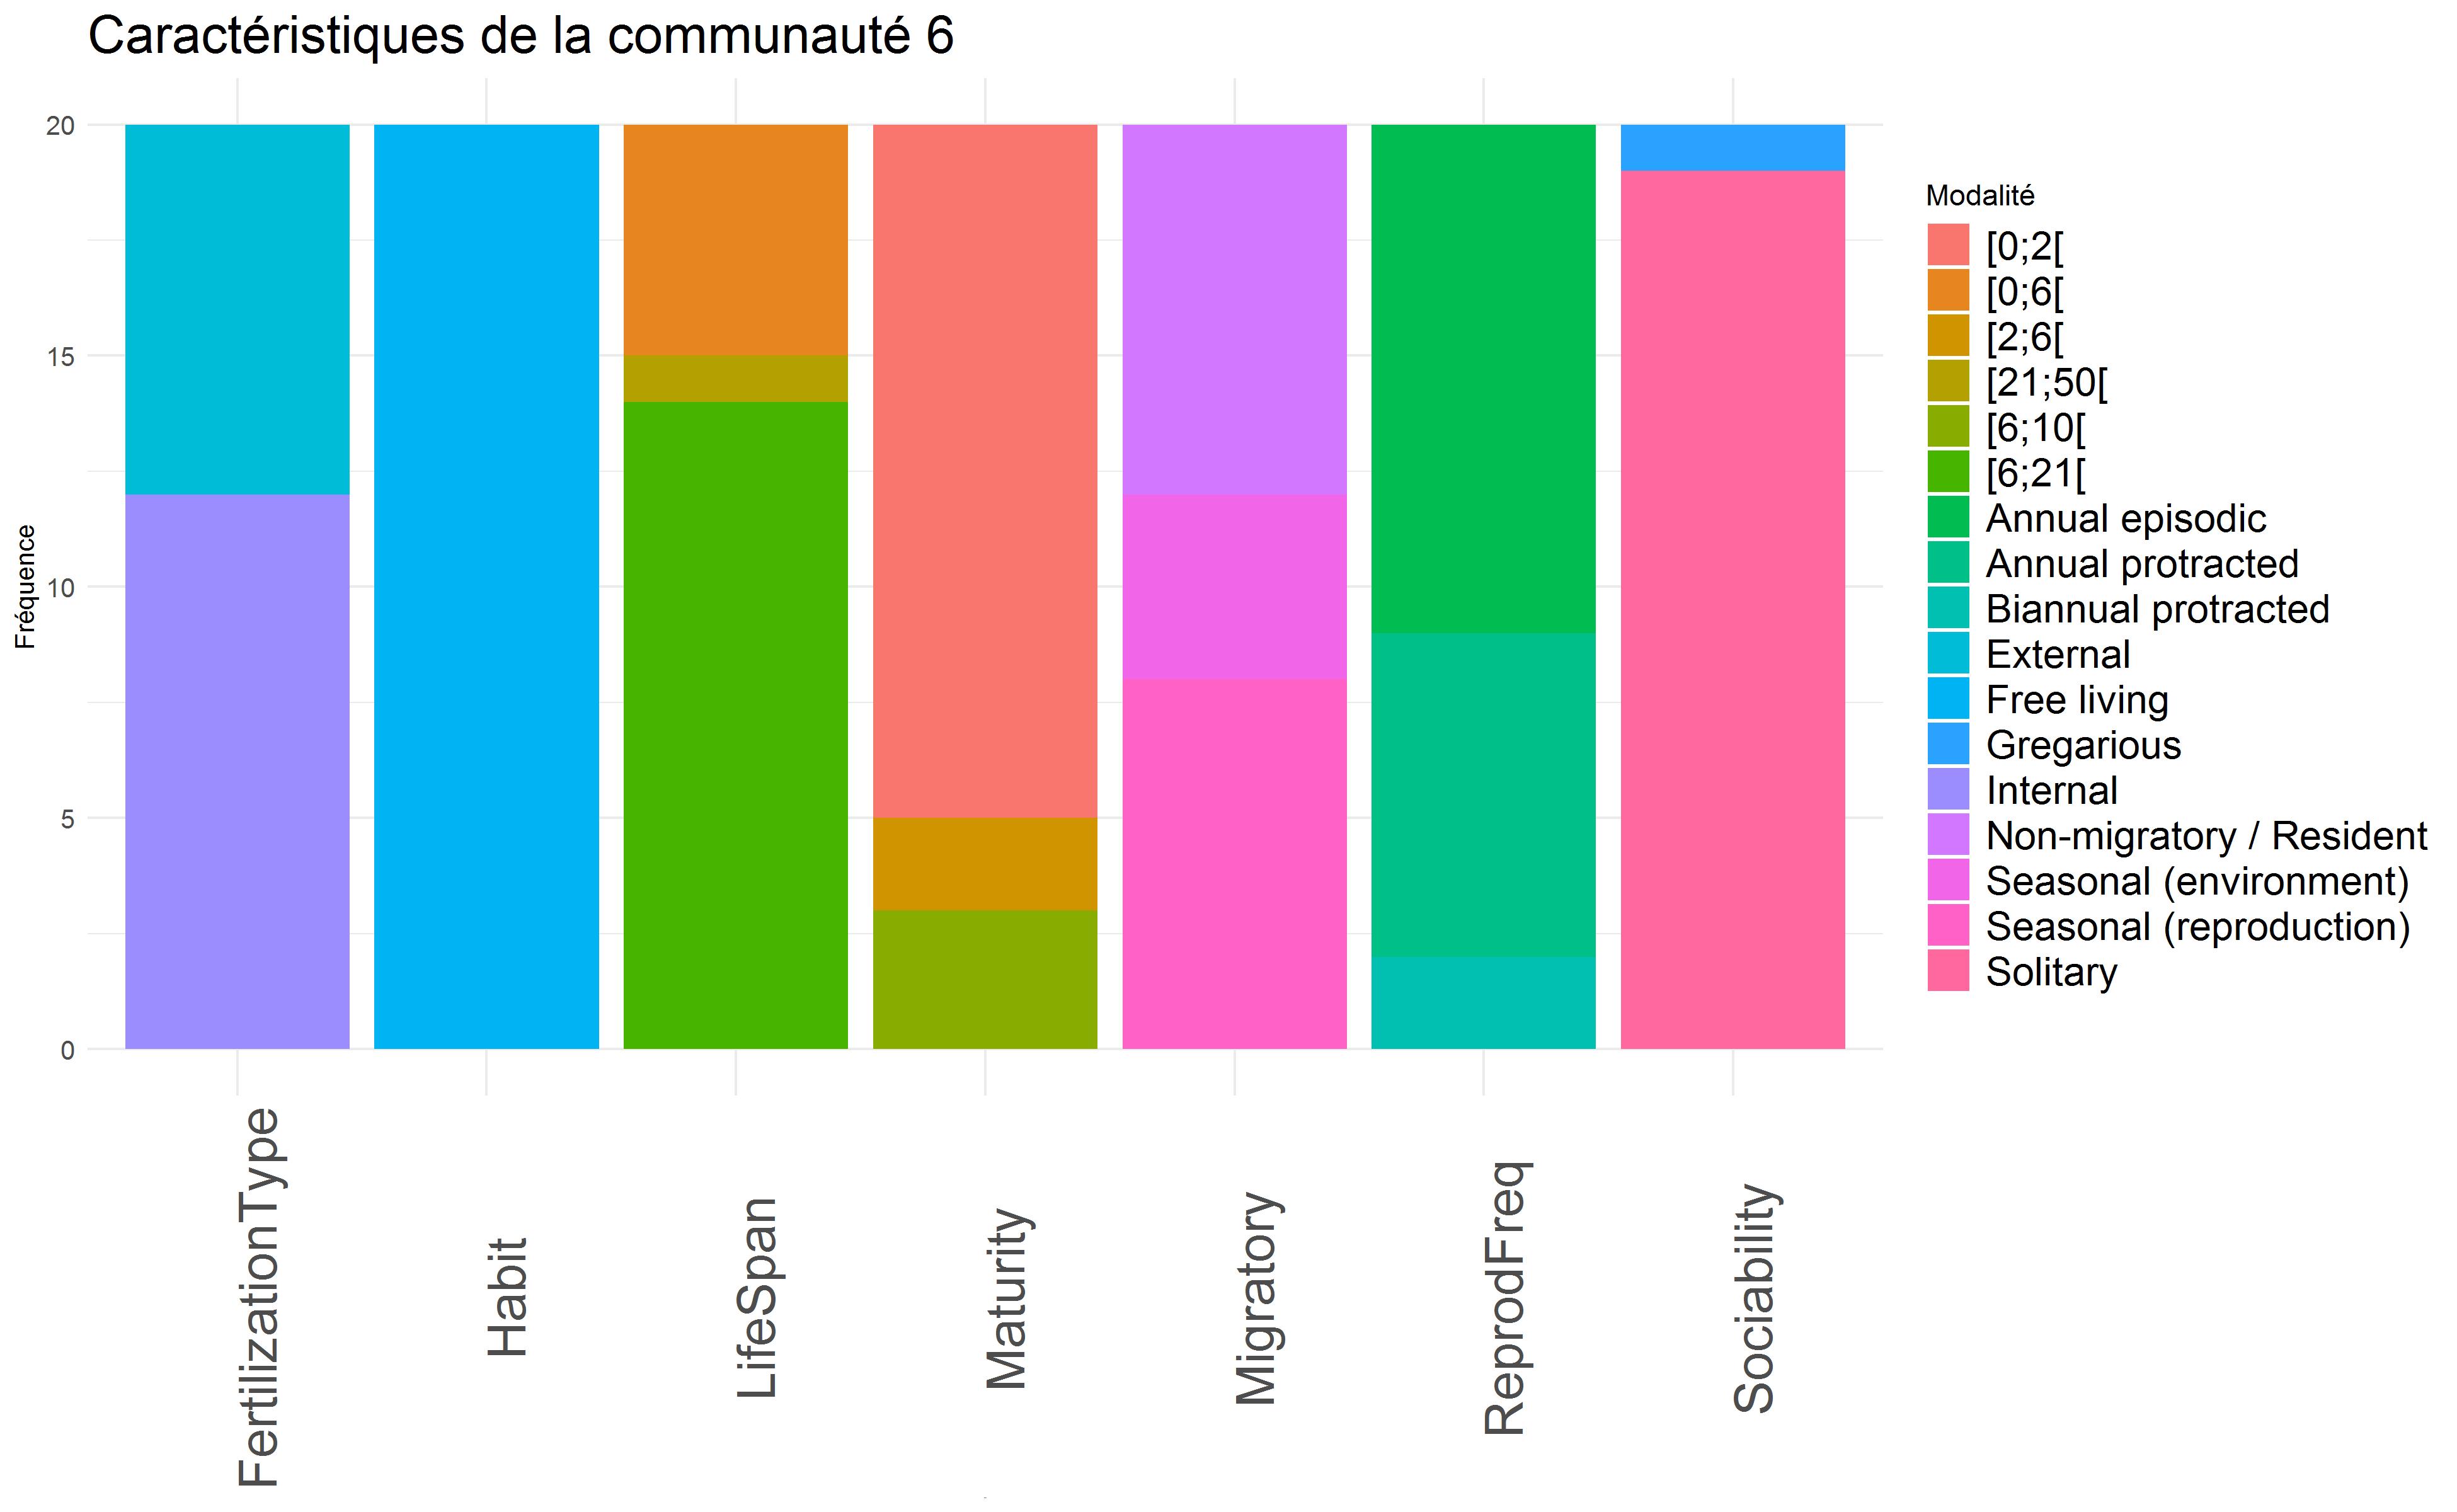 Caractéristiques de la communauté 6
Fréquence
20
15
10
5
0
FertilizationType
Habit
LifeSpan
Maturity
Migratory
ReprodFreq
Sociability
Modalité
[0;2[
[0;6[
[2;6[
[21;50[
[6;10[
[6;21[
Annual episodic
Annual protracted
Biannual protracted
External
Free living
Gregarious
Internal
Non-migratory / Resident
Seasonal (environment)
Seasonal (reproduction)
Solitary